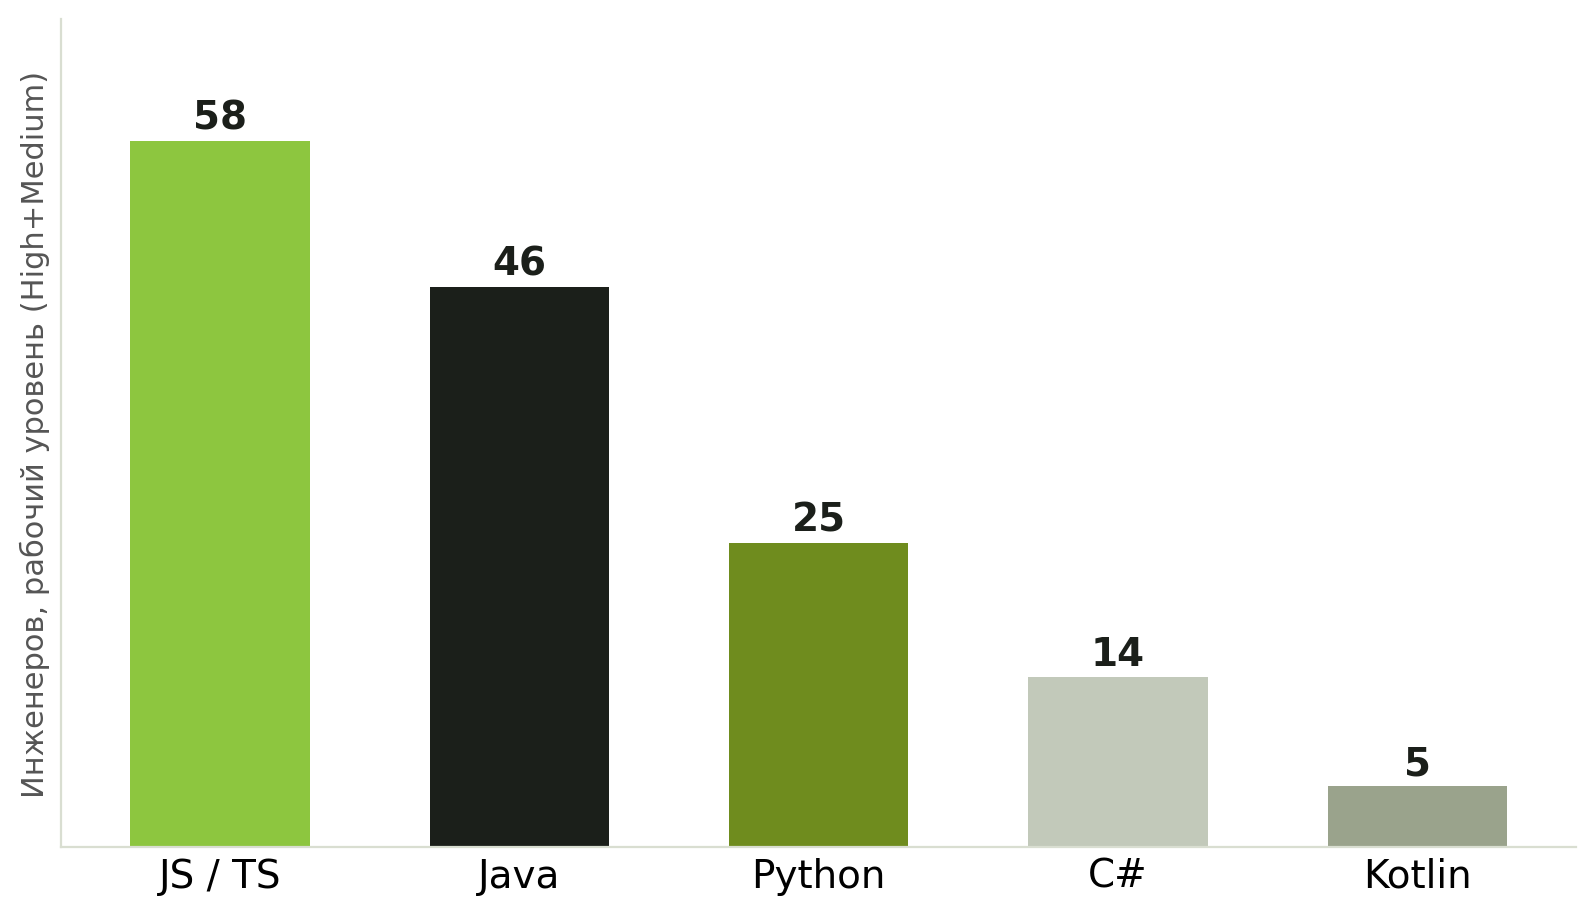 Инженеров, рабочий уровень (High+Medium)
58
46
25
14
5
JS / TS
Java
Python
C#
Kotlin